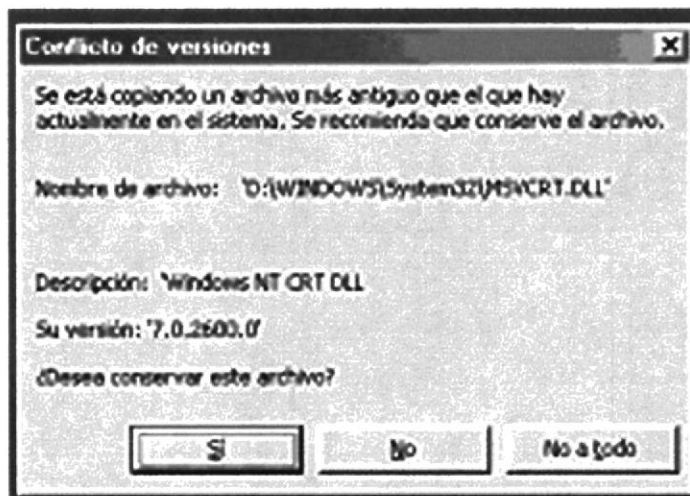 Conflicto de versiones
Se está copiando un archivo más antiguo que el que hay
actualmente en el sistema. Se recomienda que conserve el archivo.
Nombre de archivo: 'D:\WINDOWS\System32\MSVCRT.DLL'
Descripción: 'Windows NT CRT DLL
Su versión: '7.0.2600.0'
¿Desea conservar este archivo?
Sí
No
No a todo